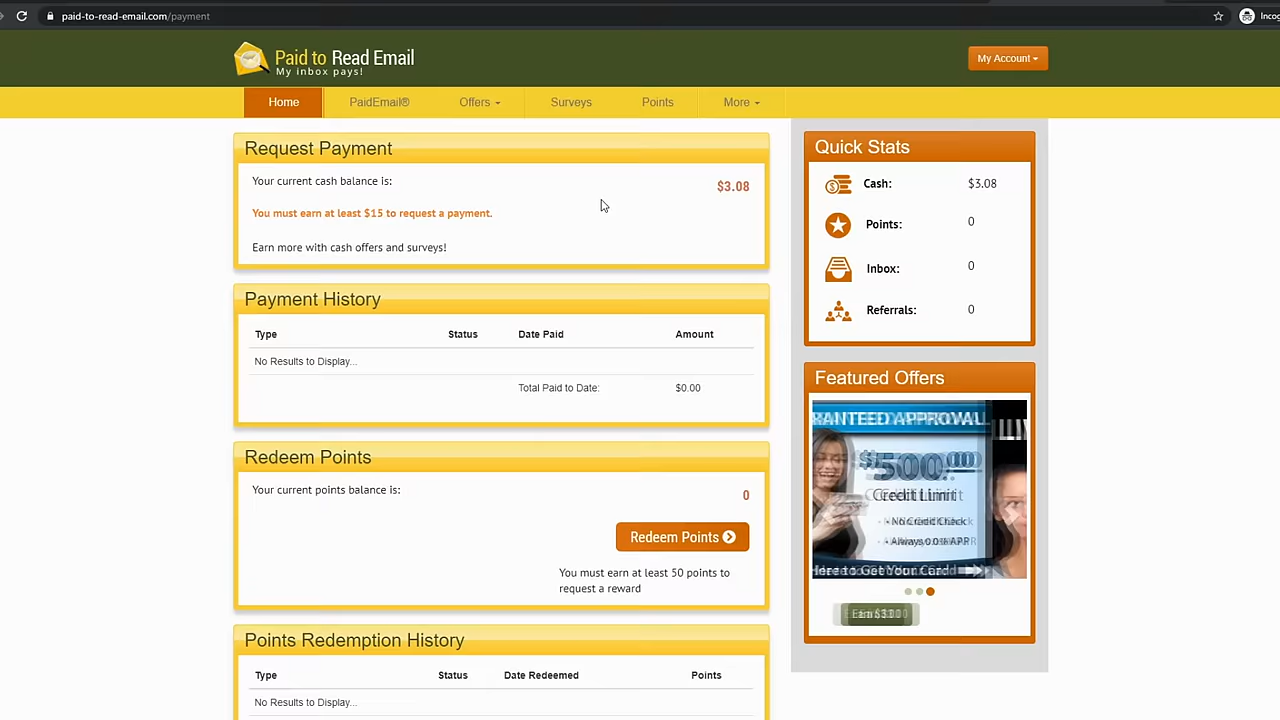 paid-to-read-email.com/payment
Paid to Read Email
My inbox pays!
My Account
Home
PaidEmail®
Offers
Surveys
Points
More
Request Payment
Your current cash balance is:
$3.08
You must earn at least $15 to request a payment.
Earn more with cash offers and surveys!
Payment History
Type Status Date Paid Amount
No Results to Display...
Total Paid to Date: $0.00
Redeem Points
Your current points balance is:
0
Redeem Points
You must earn at least 50 points to
request a reward
Points Redemption History
Type Status Date Redeemed Points
No Results to Display...
Quick Stats
Cash: $3.08
Points: 0
Inbox: 0
Referrals: 0
Featured Offers
Credit Limit